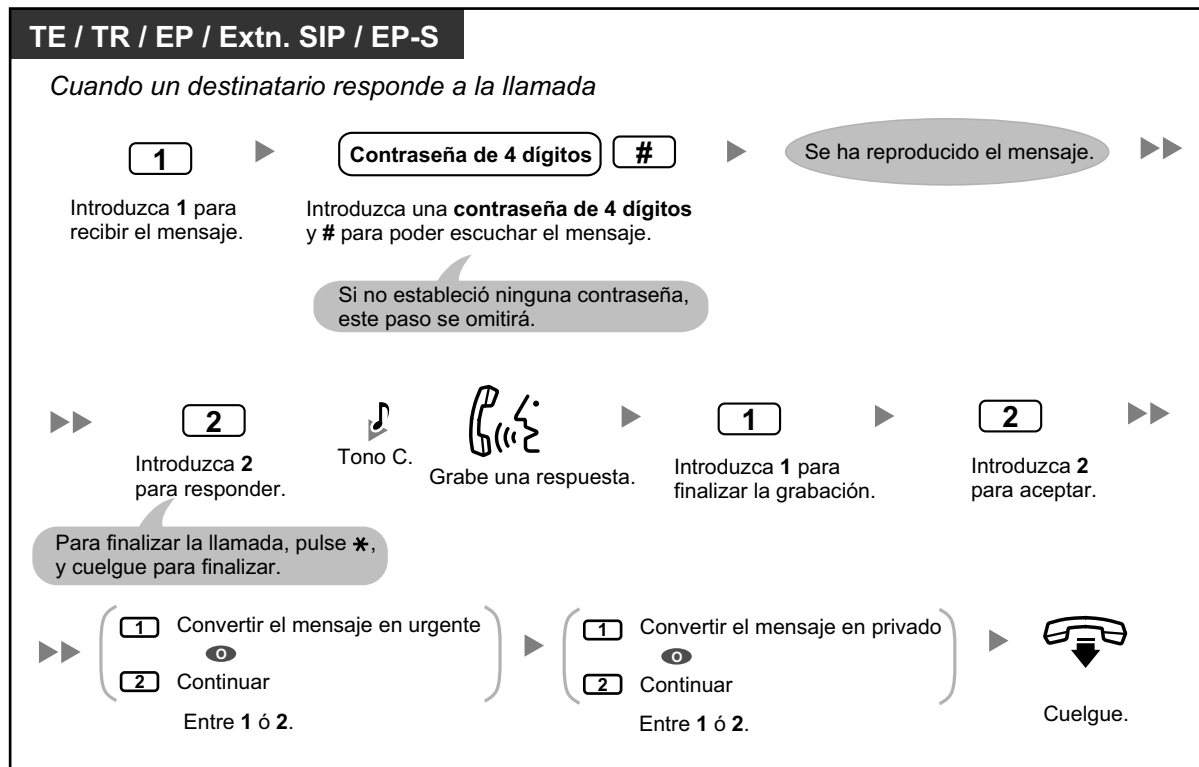 TE / TR / EP / Extn. SIP / EP-S
Cuando un destinatario responde a la llamada
1
Introduzca 1 para
recibir el mensaje.
Contraseña de 4 dígitos #
Introduzca una contraseña de 4 dígitos
y # para poder escuchar el mensaje.
Si no estableció ninguna contraseña,
este paso se omitirá.
Se ha reproducido el mensaje.
2
Introduzca 2
para responder.
Para finalizar la llamada, pulse *,
y cuelgue para finalizar.
Tono C.
Grabe una respuesta.
1
Introduzca 1 para
finalizar la grabación.
2
Introduzca 2
para aceptar.
1 Convertir el mensaje en urgente
o
2 Continuar
Entre 1 ó 2.
1 Convertir el mensaje en privado
o
2 Continuar
Entre 1 ó 2.
Cuelgue.